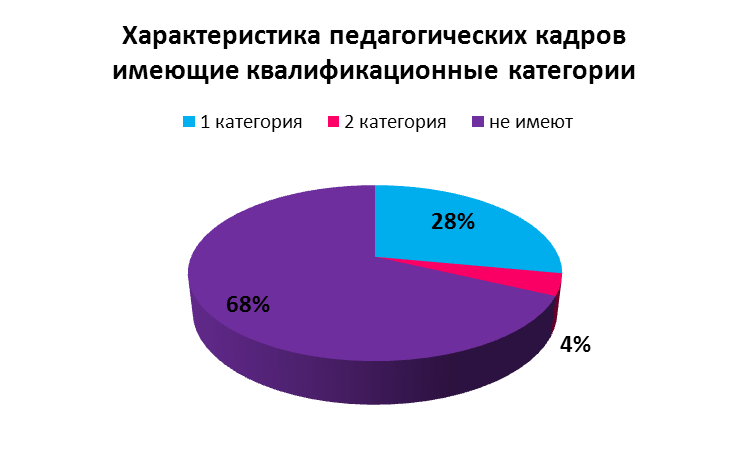 Характеристика педагогических кадров
имеющие квалификационные категории
1 категория 2 категория не имеют
28%
68%
4%